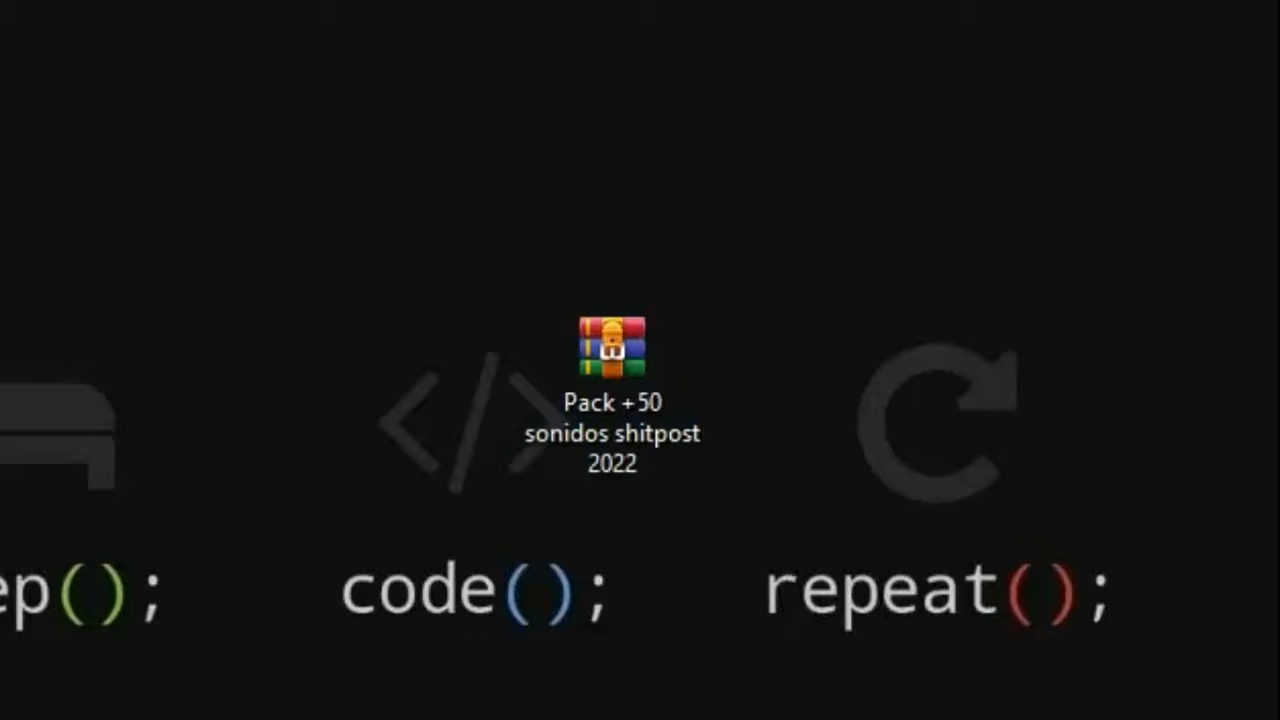 Pack +50
sonidos shitpost
2022
ep();
code();
repeat();